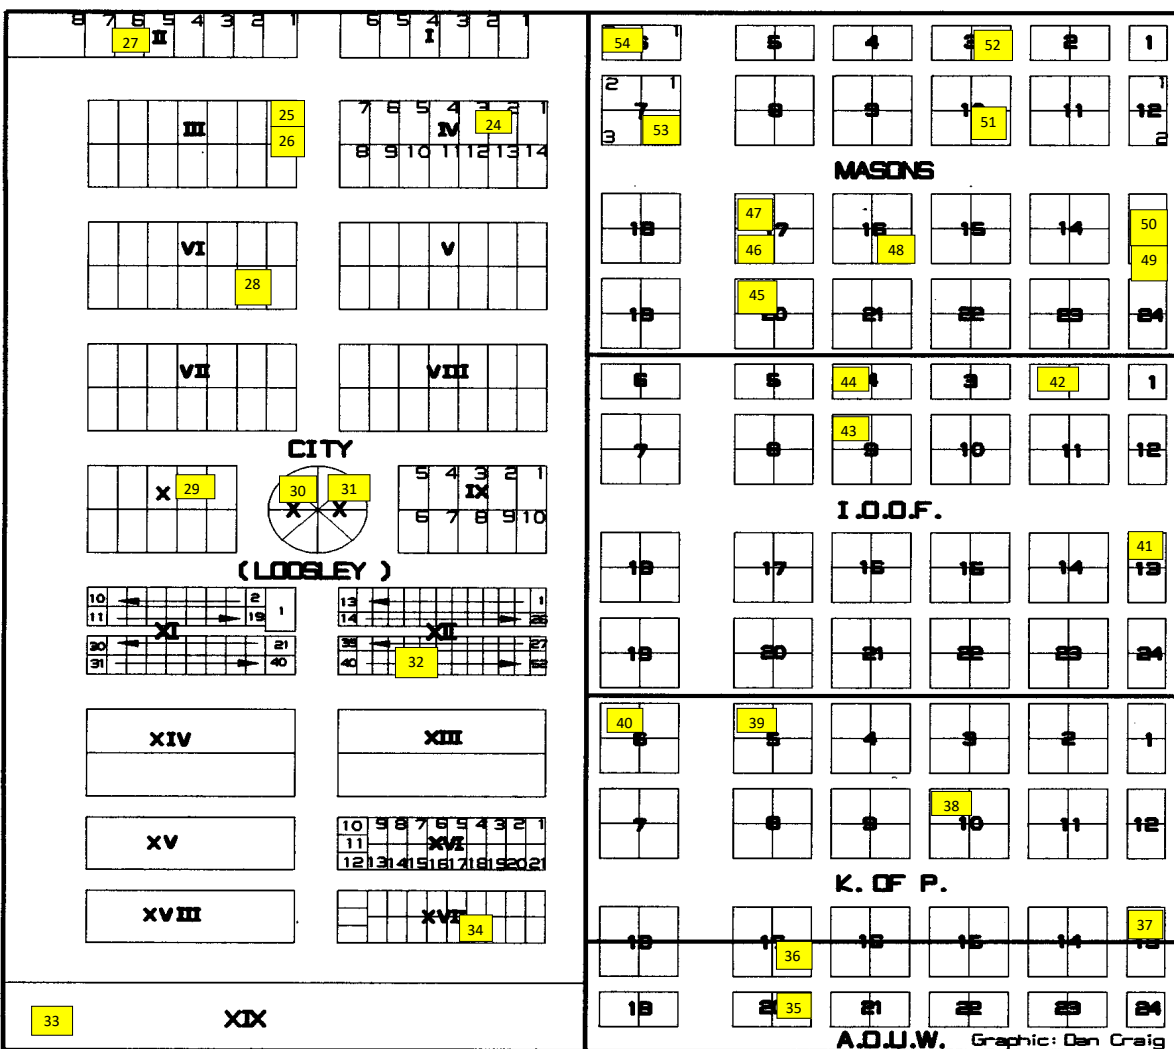 8 7 6 5 4 3 2 1
27 II
6 5 4 3 2 1
I
25
III
26
7 6 5 4 3 2 1
IV 24
8 9 10 11 12 13 14
VI
28
V
VII
VIII
CITY
X 29
30 31
X X
5 4 3 2 1
IX
6 7 8 9 10
(LOOSLEY )
10 2
11 19 1
XI
30 21
31 40
13 1
14 26
XII
39 27
40 32 52
XIV
XIII
XV
10 9 8 7 6 5 4 3 2 1
11 XVI
12 13 14 15 16 17 18 19 20 21
XVIII
34
33 XIX
54 1 5 4 3 52 2 1
2 1
7 8 9 11 12 1
3 53 51 2
MASONS
47
18 16 15 14 50
46 48 49
45
19 20 21 22 23 24
6 5 44 4 3 42 1
43
7 8 9 10 11 12
I.O.O.F.
41
18 17 16 15 14 13
19 20 21 22 23 24
40 39
6 5 4 3 2 1
38
7 8 9 10 11 12
K. OF P.
37
18 16 15 14
36
19 35 21 22 23 24
A.O.U.W. Graphic: Dan Craig